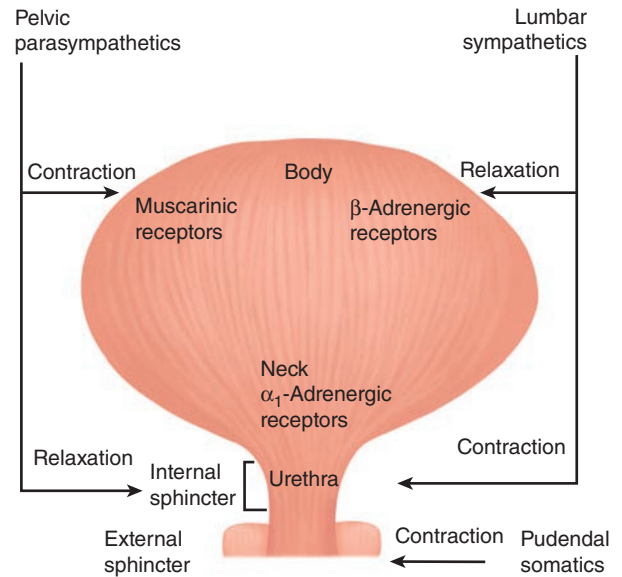 Pelvic
parasympathetics
Lumbar
sympathetics
Contraction
Body
Relaxation
Muscarinic
receptors
β-Adrenergic
receptors
Neck
α₁-Adrenergic
receptors
Relaxation
Internal
sphincter
Urethra
Contraction
External
sphincter
Contraction
Pudendal
somatics